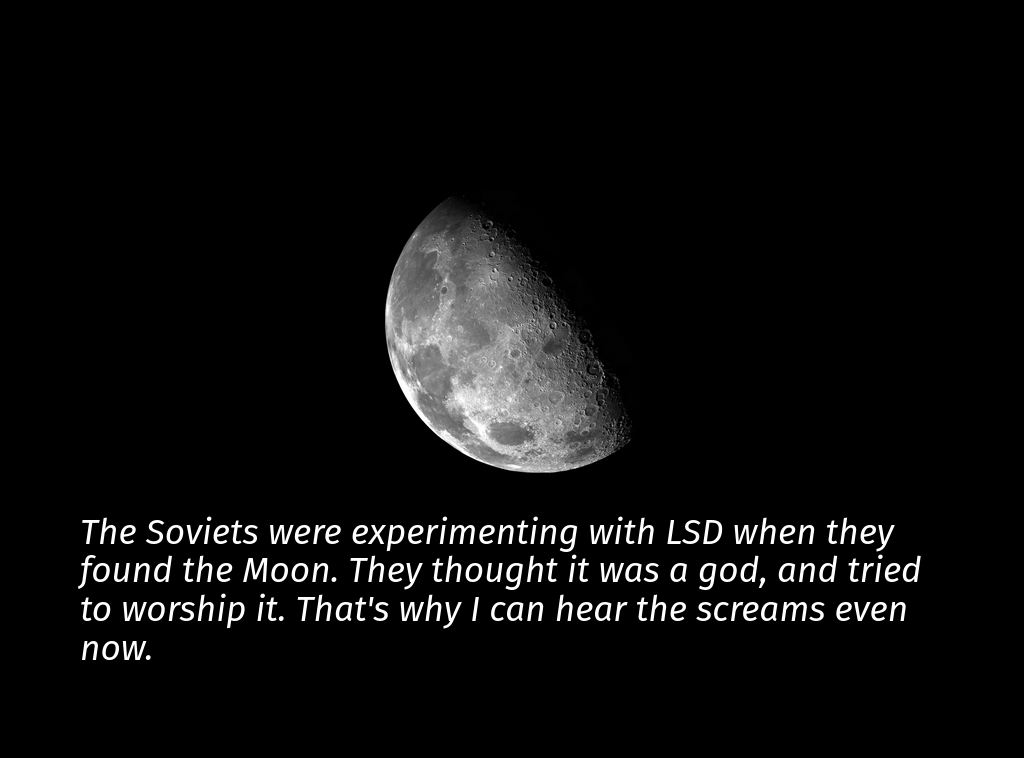 The Soviets were experimenting with LSD when they
found the Moon. They thought it was a god, and tried
to worship it. That's why I can hear the screams even
now.